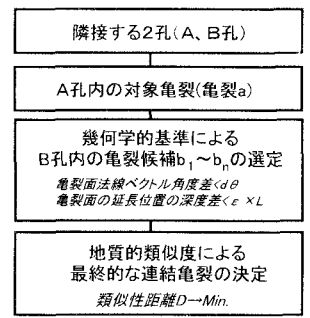 隣接する2孔(A、B孔)
A孔内の対象亀裂(亀裂a)
幾何学的基準による
B孔内の亀裂候補b₁～bₙの選定
亀裂面法線ベクトル角度差<dθ
亀裂面の延長位置の深度差<ε×L
地質的類似度による
最終的な連結亀裂の決定
類似性距離D→Min.